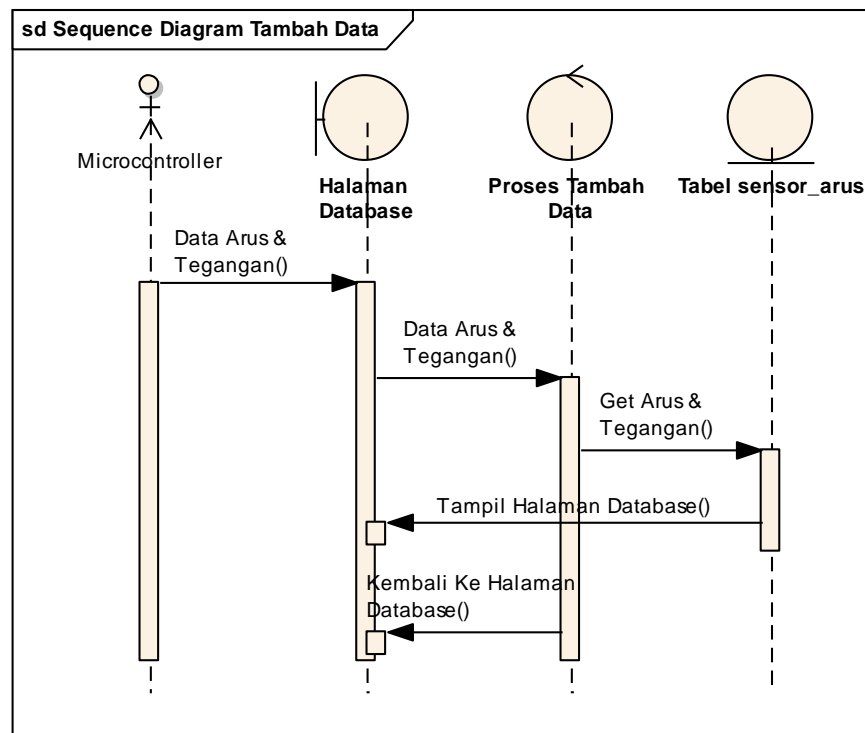 sd Sequence Diagram Tambah Data
Microcontroller
Halaman
Database
Proses Tambah
Data
Tabel sensor_arus
Data Arus &
Tegangan()
Data Arus &
Tegangan()
Get Arus &
Tegangan()
Tampil Halaman Database()
Kembali Ke Halaman
Database()